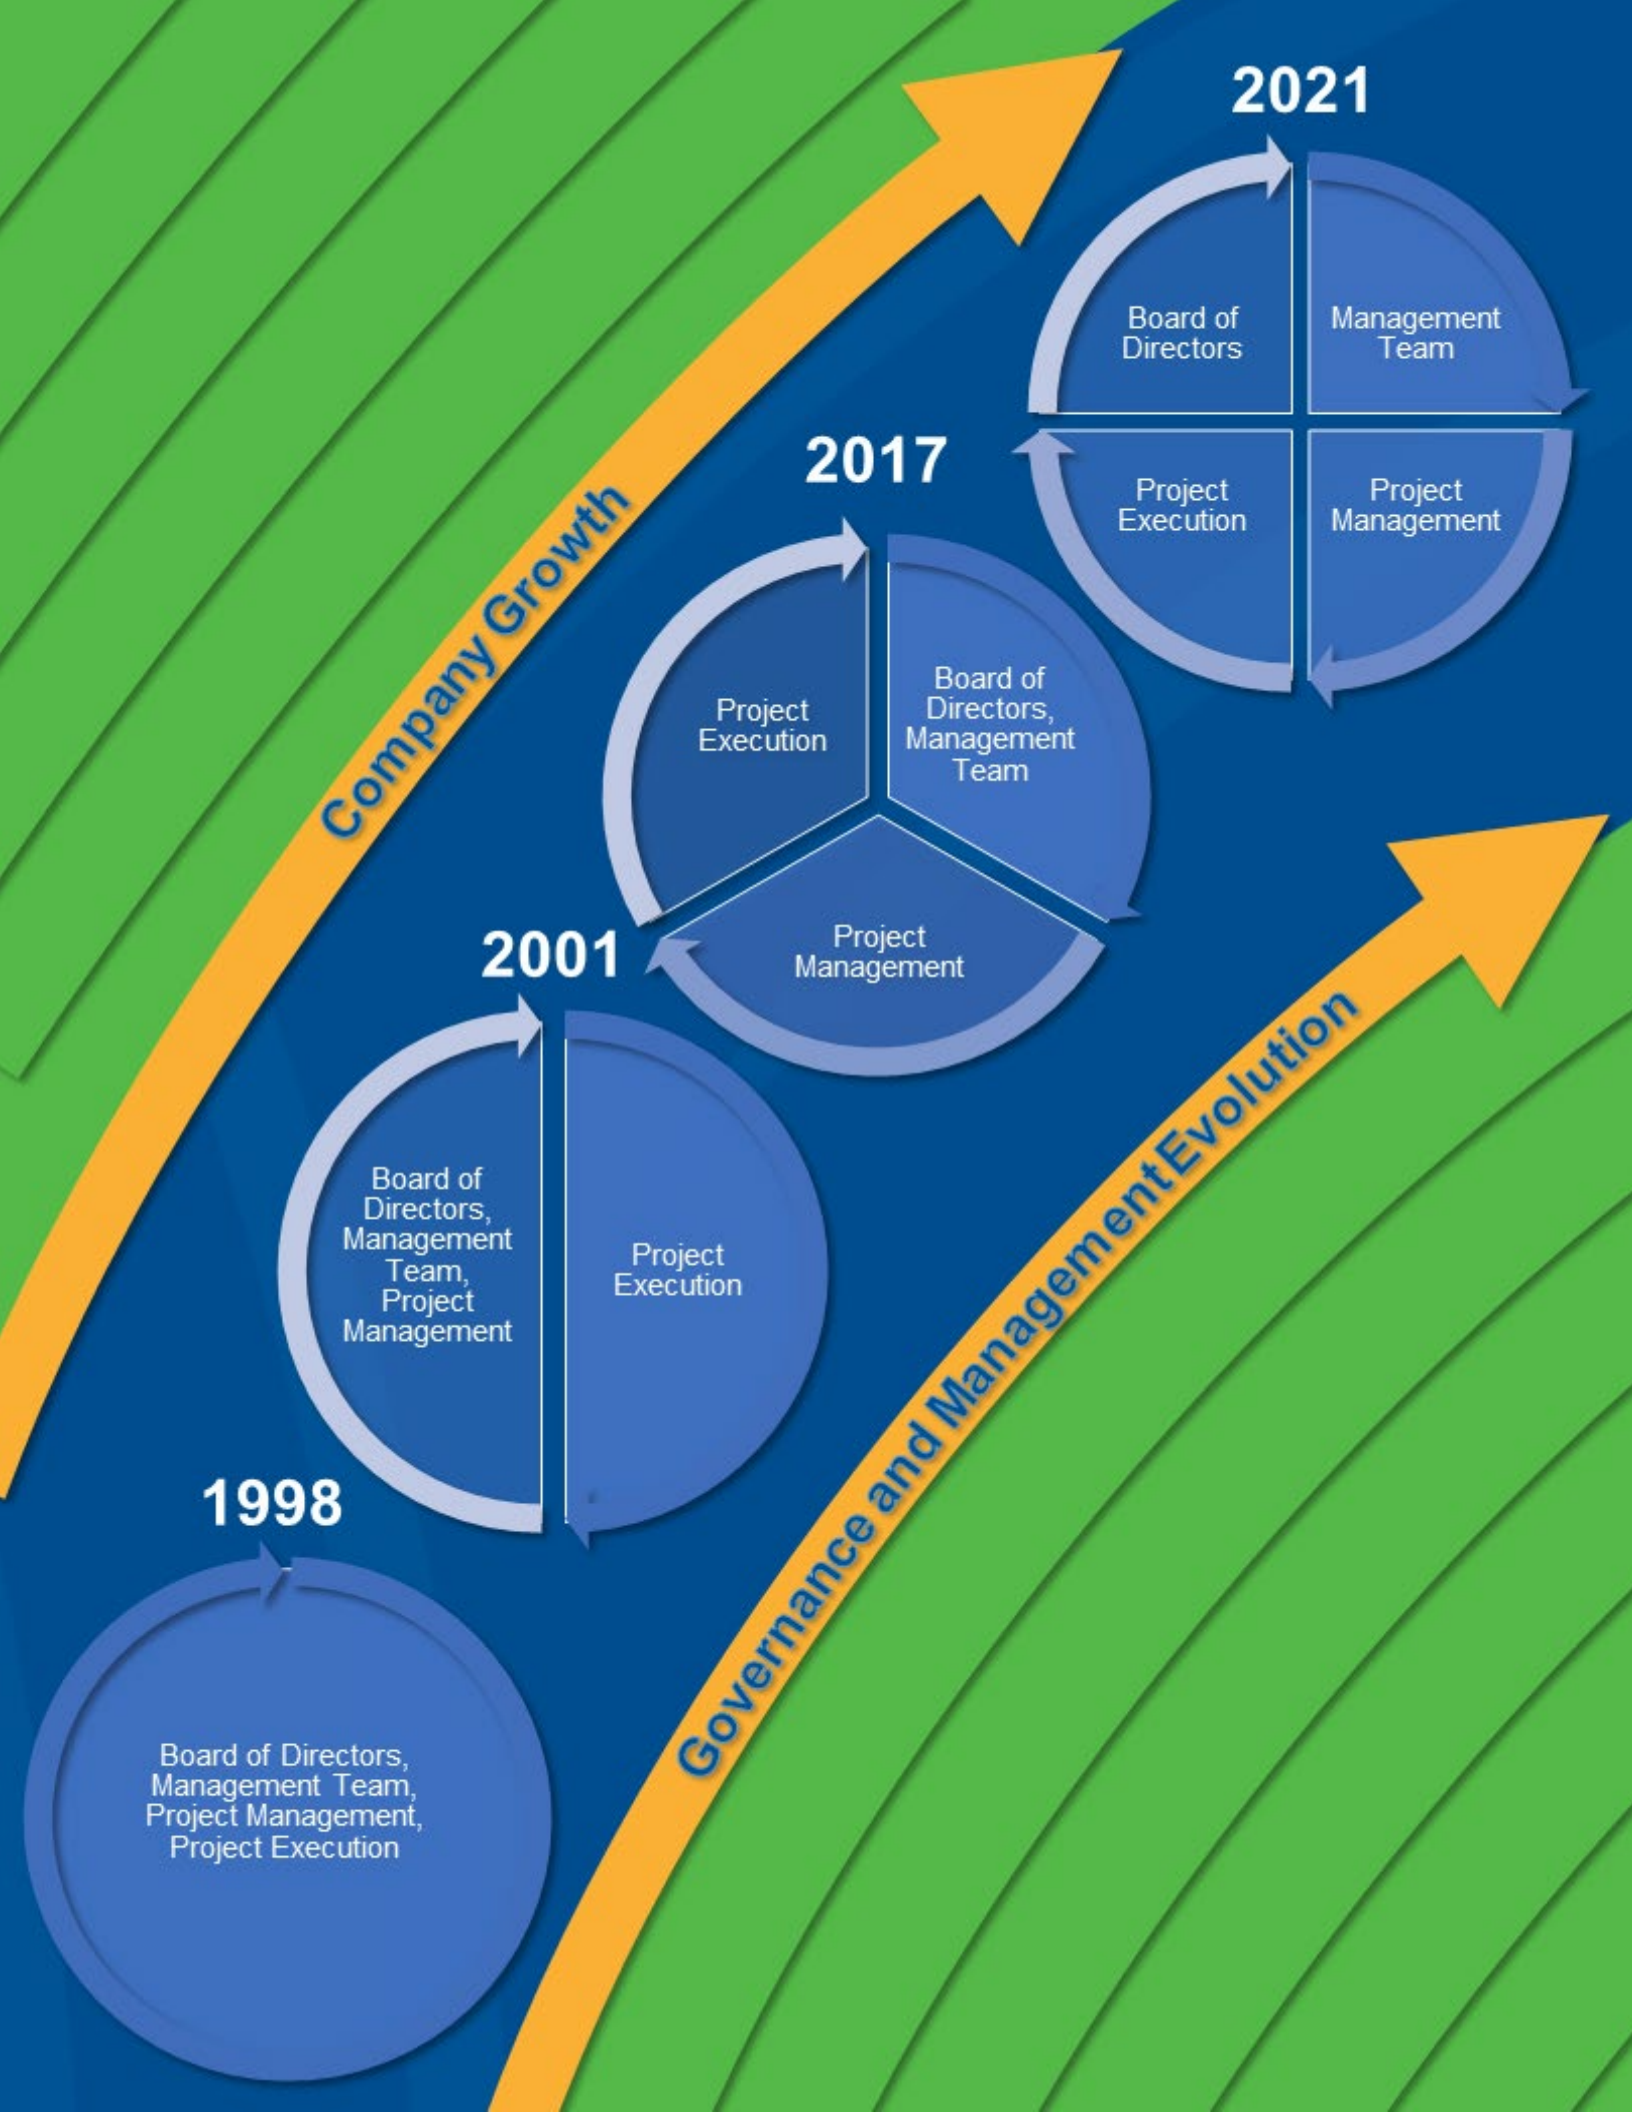 2021
Board of
Directors
Management
Team
Project
Execution
Project
Management
2017
Project
Execution
Board of
Directors,
Management
Team
Project
Management
2001
Board of
Directors,
Management
Team,
Project
Management
Project
Execution
1998
Board of Directors,
Management Team,
Project Management,
Project Execution
Company Growth
Governance and Management Evolution